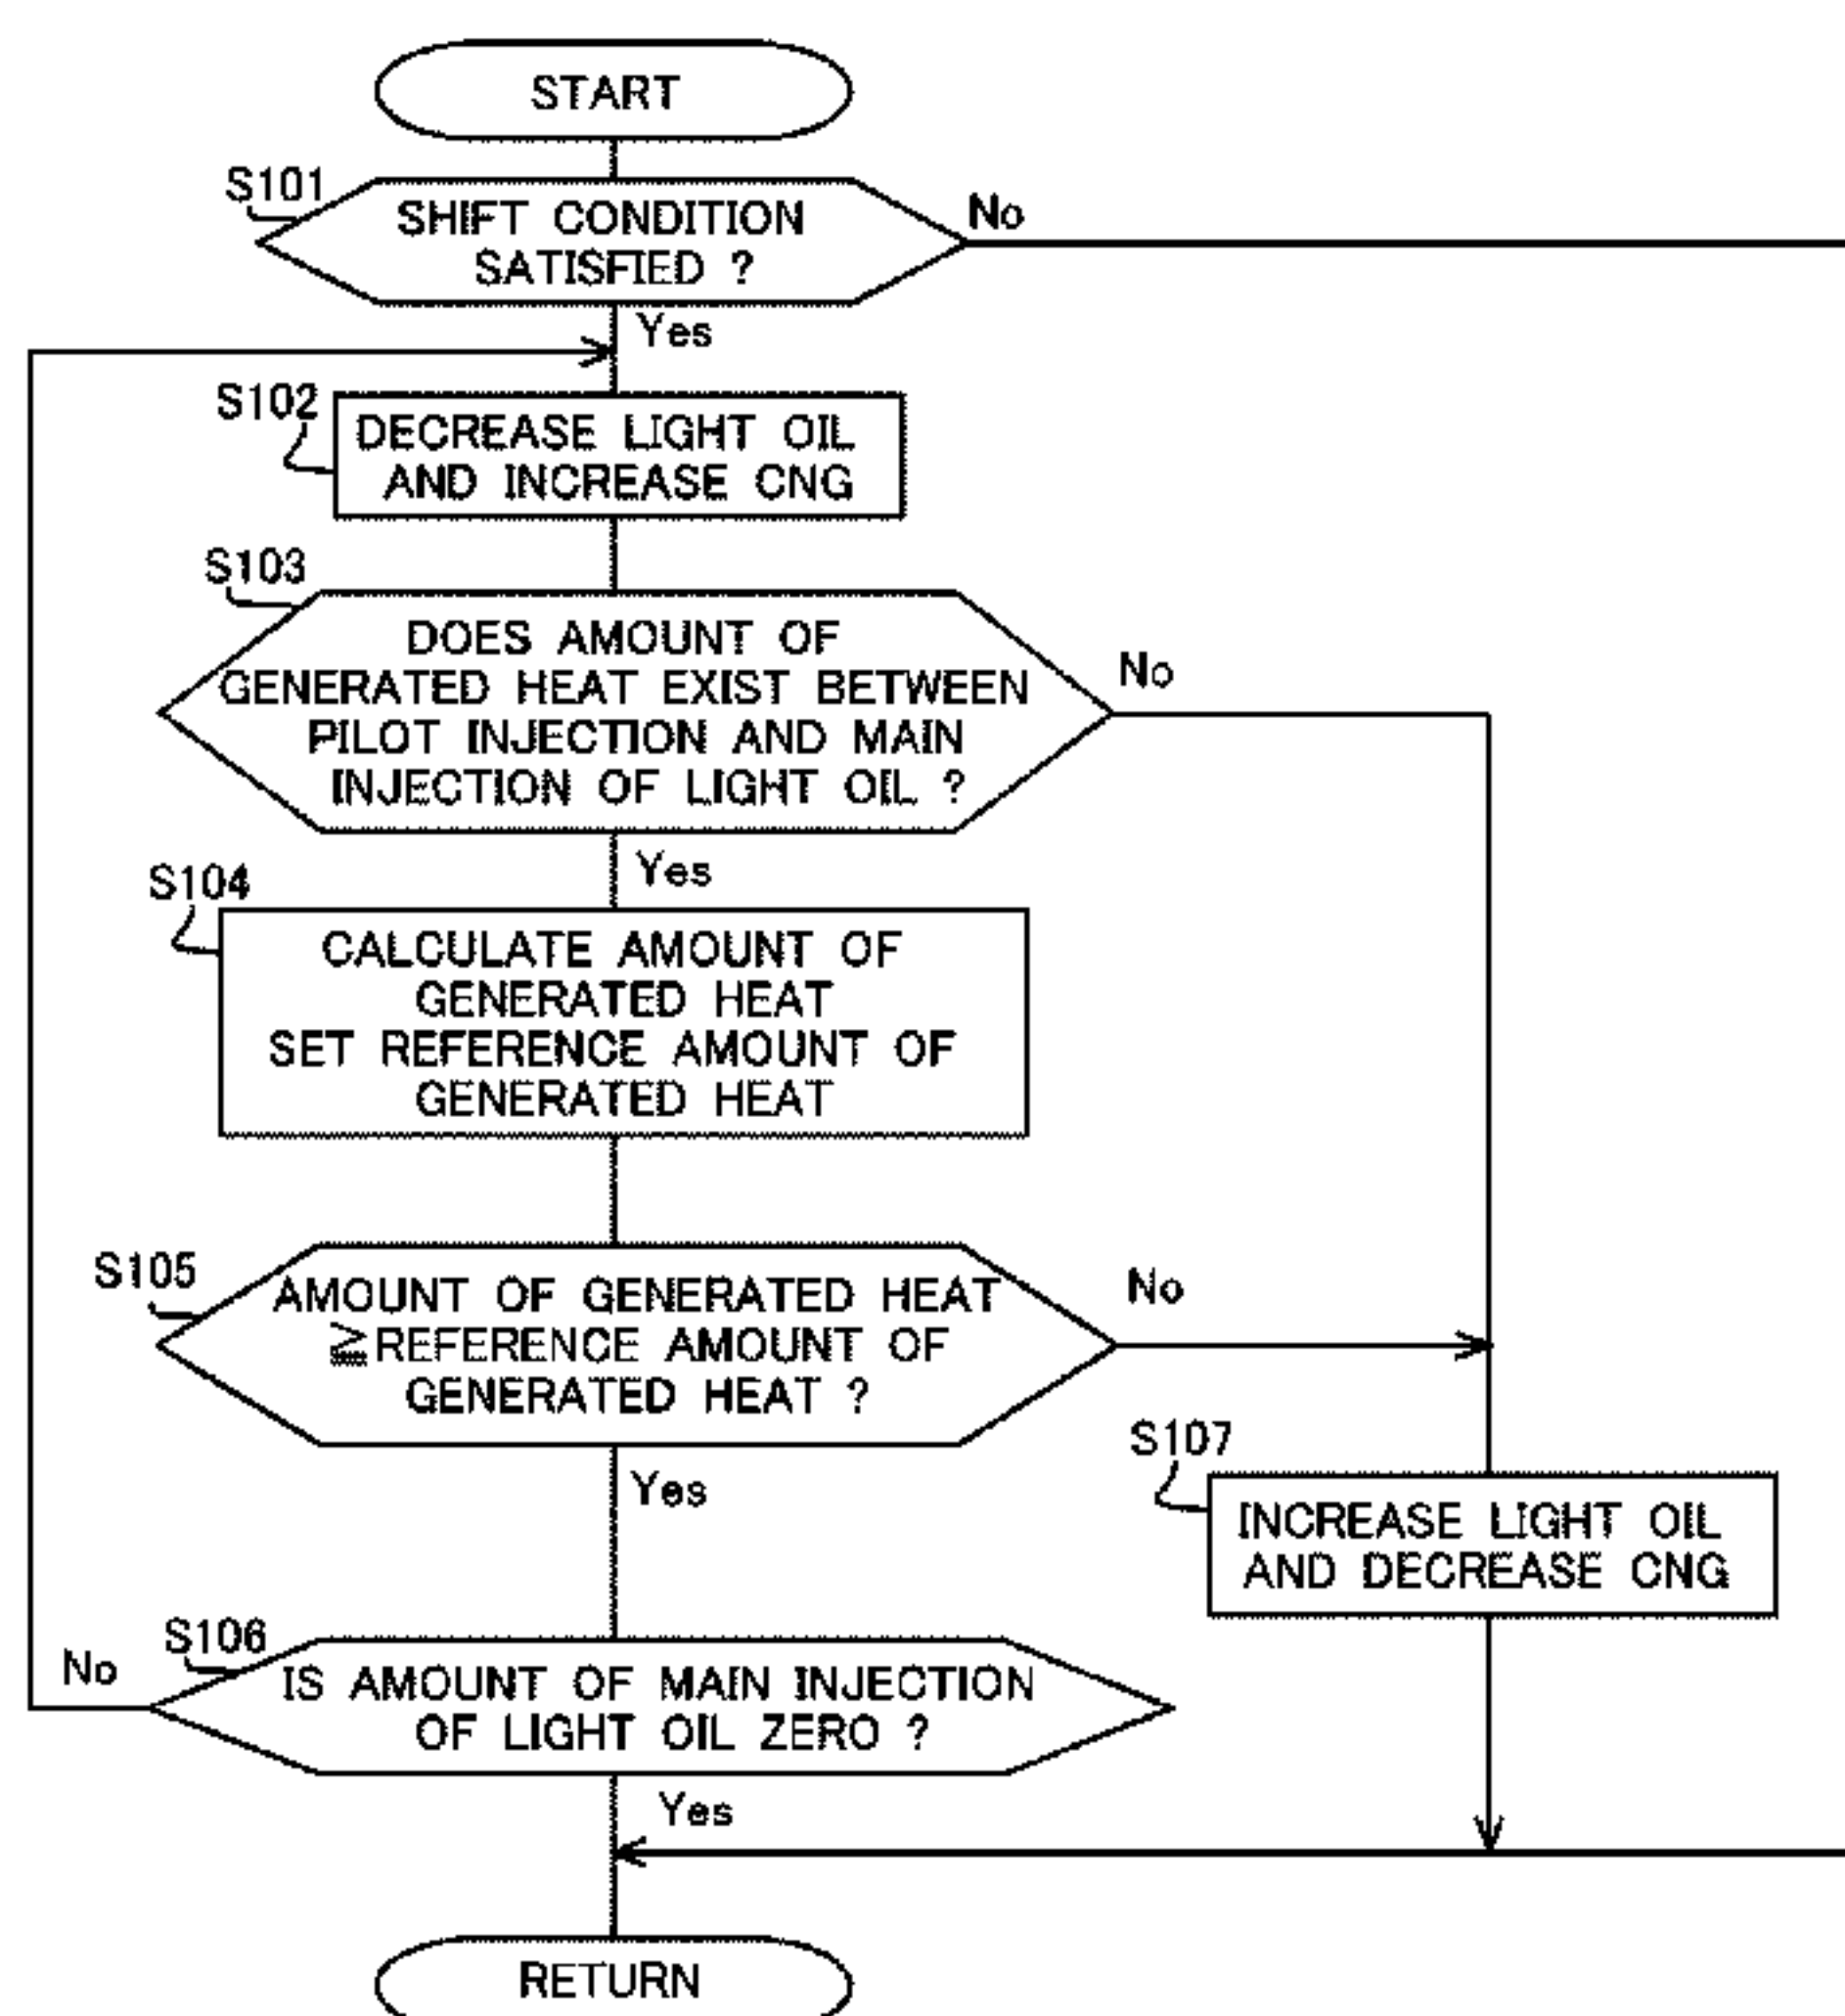 START
S101
SHIFT CONDITION
SATISFIED ?
No
Yes
S102
DECREASE LIGHT OIL
AND INCREASE CNG
S103
DOES AMOUNT OF
GENERATED HEAT EXIST BETWEEN
PILOT INJECTION AND MAIN
INJECTION OF LIGHT OIL ?
No
Yes
S104
CALCULATE AMOUNT OF
GENERATED HEAT
SET REFERENCE AMOUNT OF
GENERATED HEAT
S105
AMOUNT OF GENERATED HEAT
≧REFERENCE AMOUNT OF
GENERATED HEAT ?
No
Yes
S107
INCREASE LIGHT OIL
AND DECREASE CNG
S106
No
IS AMOUNT OF MAIN INJECTION
OF LIGHT OIL ZERO ?
Yes
RETURN